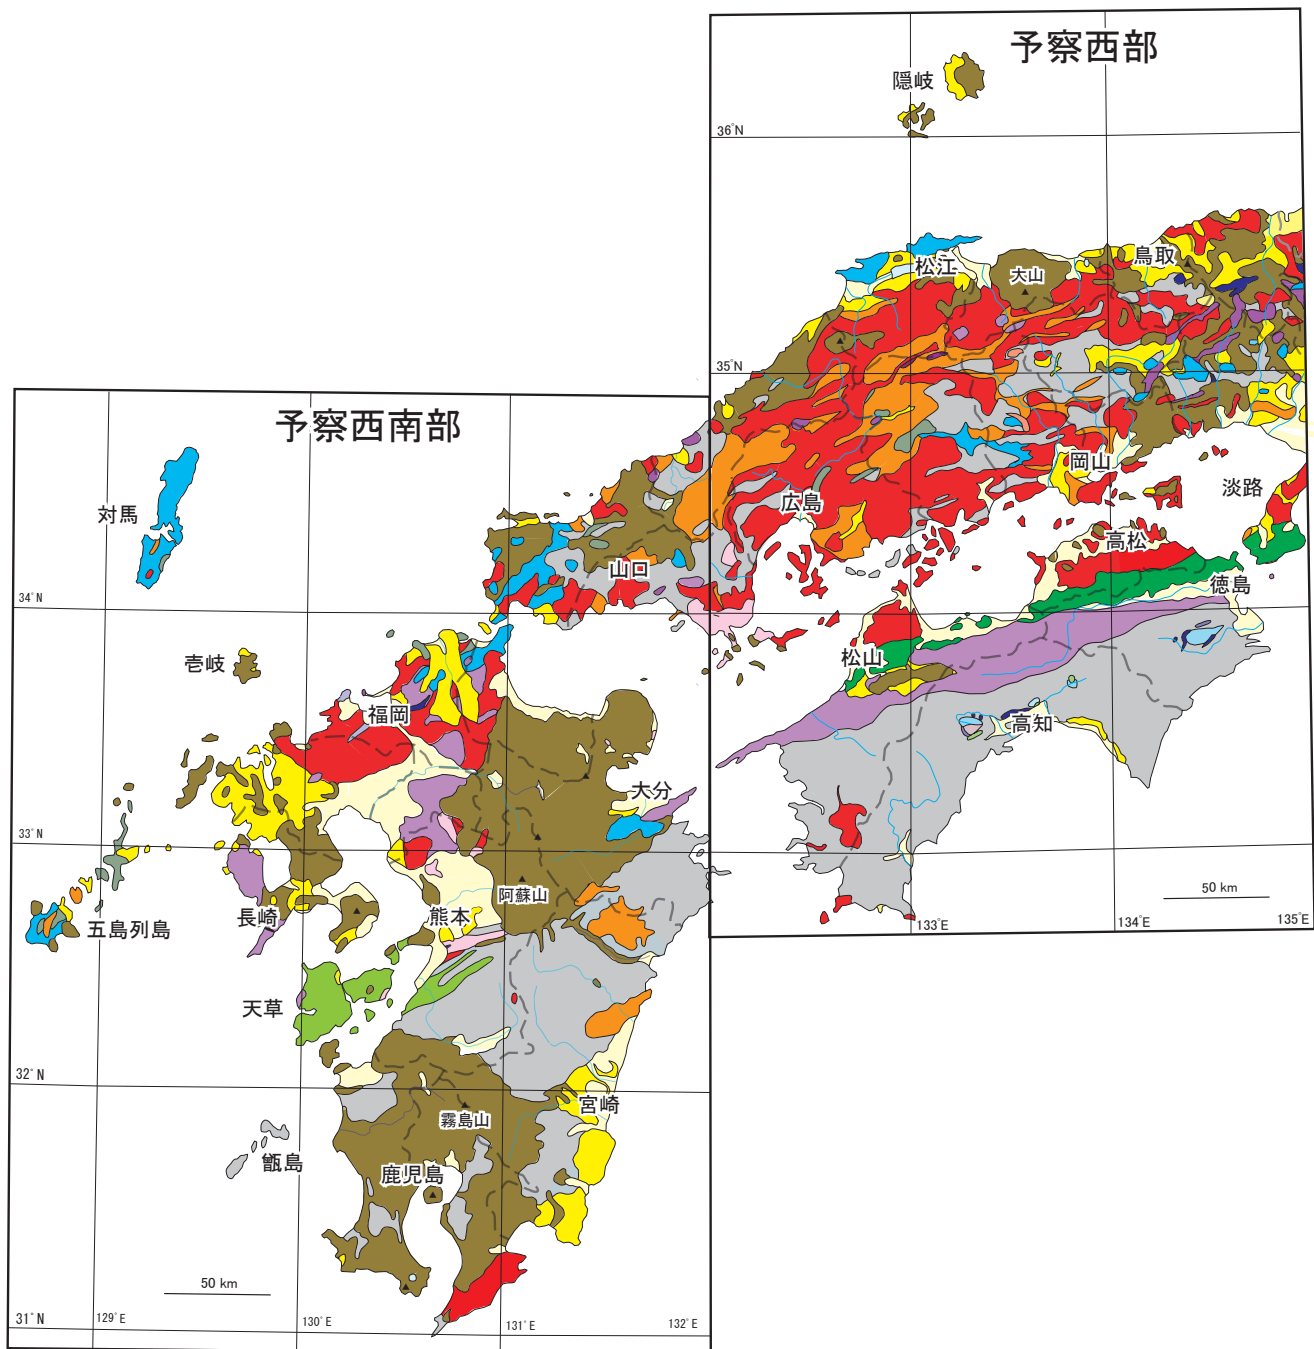 予察西部
隠岐
36°N
鳥取
松江
大山
35°N
岡山
淡路
広島
高松
徳島
松山
高知
50 km
133°E
134°E
135°E
予察西南部
対馬
山口
34°N
壱岐
福岡
大分
33°N
阿蘇山
長崎
熊本
五島列島
天草
32°N
宮崎
霧島山
甑島
鹿児島
50 km
31°N
129°E
130°E
131°E
132°E